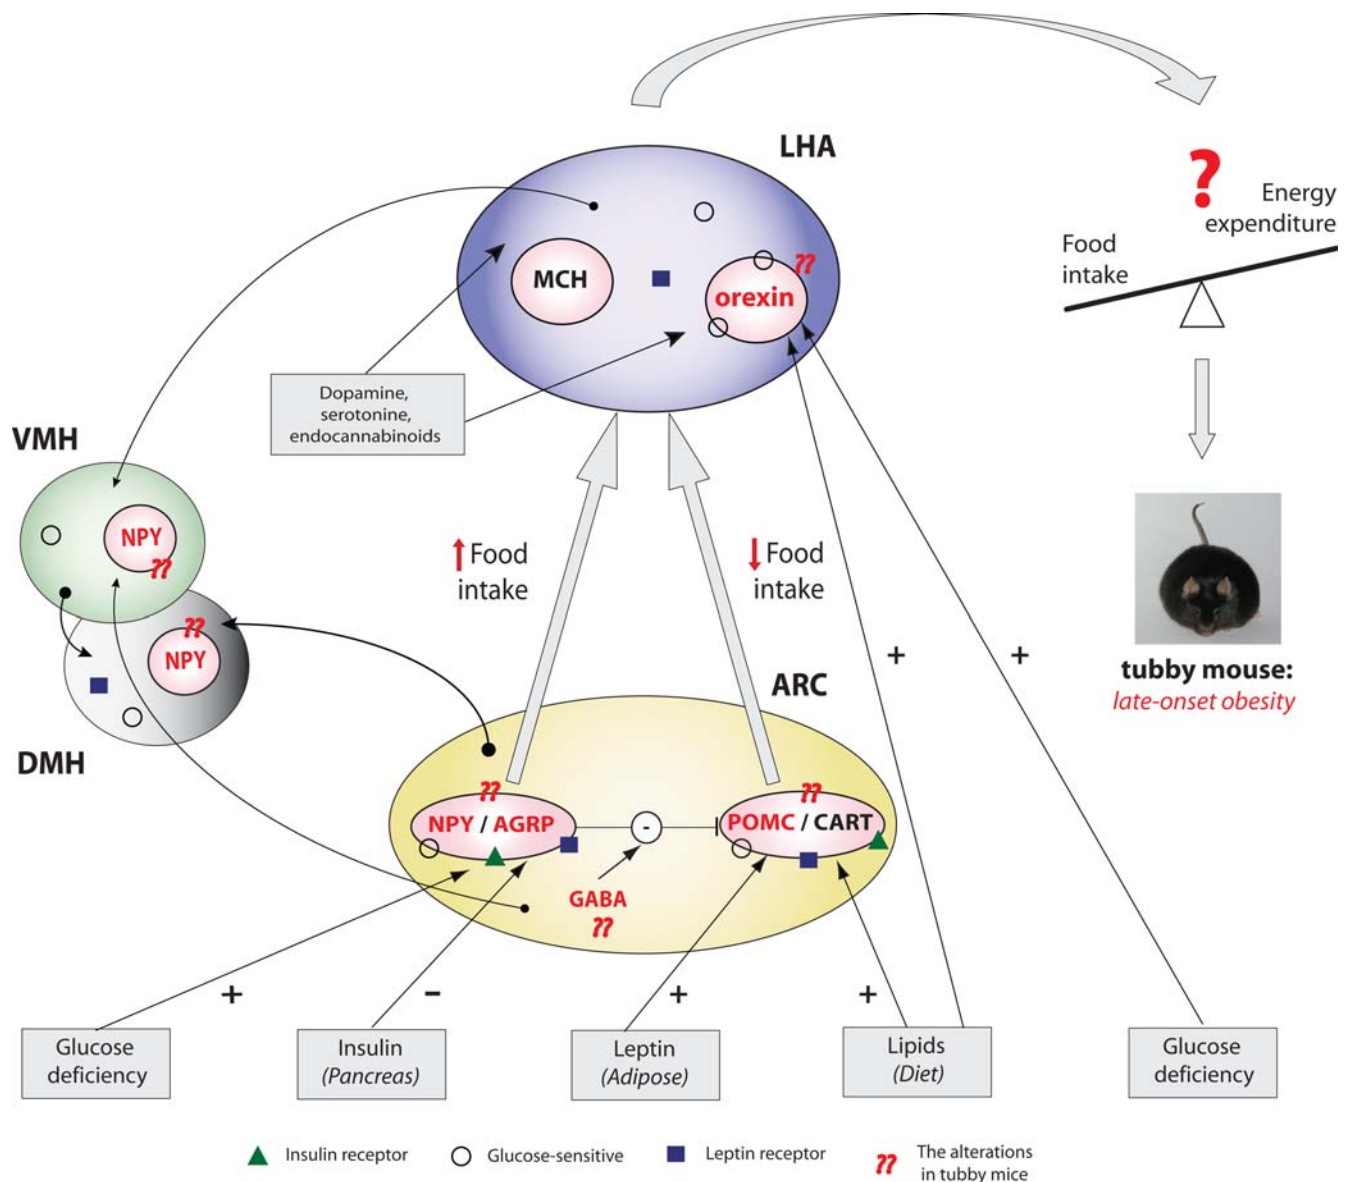 LHA
?
Energy
expenditure
Food
intake
MCH
orexin
??
Dopamine,
serotonine,
endocannabinoids
VMH
NPY
??
??
NPY
DMH
Food
intake
Food
intake
+
+
tubby mouse:
late-onset obesity
ARC
??
NPY / AGRP
-
??
POMC / CART
GABA
??
+
-
+
+
Glucose
deficiency
Insulin
(Pancreas)
Leptin
(Adipose)
Lipids
(Diet)
Glucose
deficiency
Insulin receptor
Glucose-sensitive
Leptin receptor
??
The alterations
in tubby mice